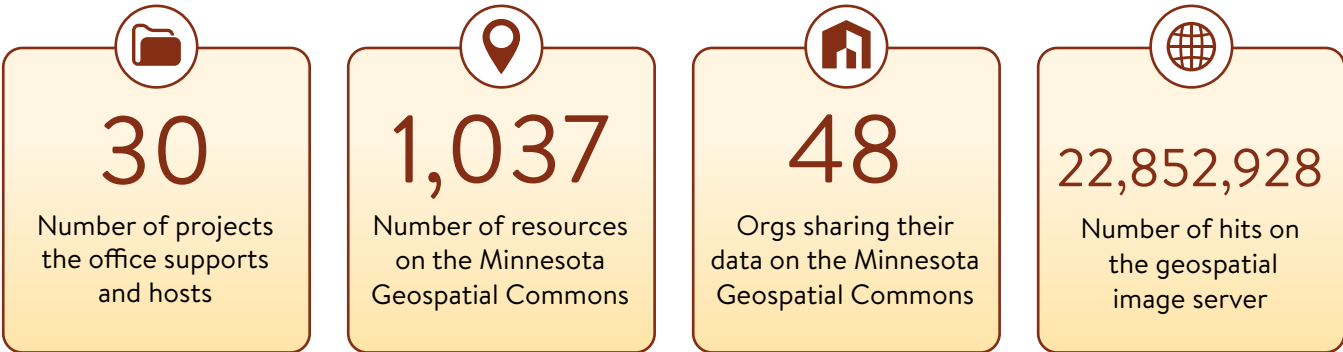 30
Number of projects
the office supports
and hosts
1,037
Number of resources
on the Minnesota
Geospatial Commons
48
Orgs sharing their
data on the Minnesota
Geospatial Commons
22,852,928
Number of hits on
the geospatial
image server